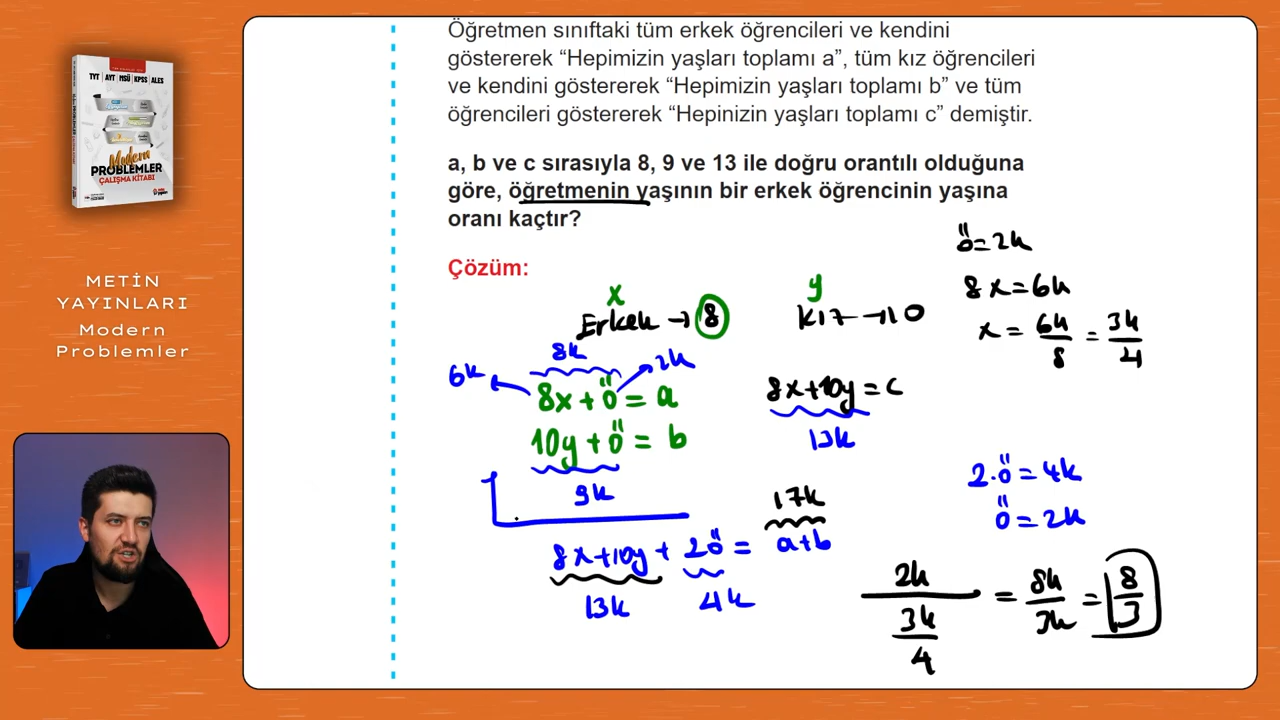 TYT AYT MSÜ KPSS ALES
Modern
PROBLEMLER
ÇALIŞMA KİTABI
METİN
YAYINLARI
Modern
Problemler
Öğretmen sınıftaki tüm erkek öğrencileri ve kendini
göstererek “Hepimizin yaşları toplamı a”, tüm kız öğrencileri
ve kendini göstererek “Hepimizin yaşları toplamı b” ve tüm
öğrencileri göstererek “Hepinizin yaşları toplamı c” demiştir.
a, b ve c sırasıyla 8, 9 ve 13 ile doğru orantılı olduğuna
göre, öğretmenin yaşının bir erkek öğrencinin yaşına
oranı kaçtır?
Çözüm:
x
Erkek → 8
y
Kız → 10
8k
6k
2k
8x + ö = a
10y + ö = b
9k
8x + 10y = c
13k
17k
8x + 10y + 2ö = a+b
13k 4k
ö = 2k
8x = 6k
x = 6k/8 = 3k/4
2·ö = 4k
ö = 2k
2k/(3k/4) = 8k/3k = 8/3